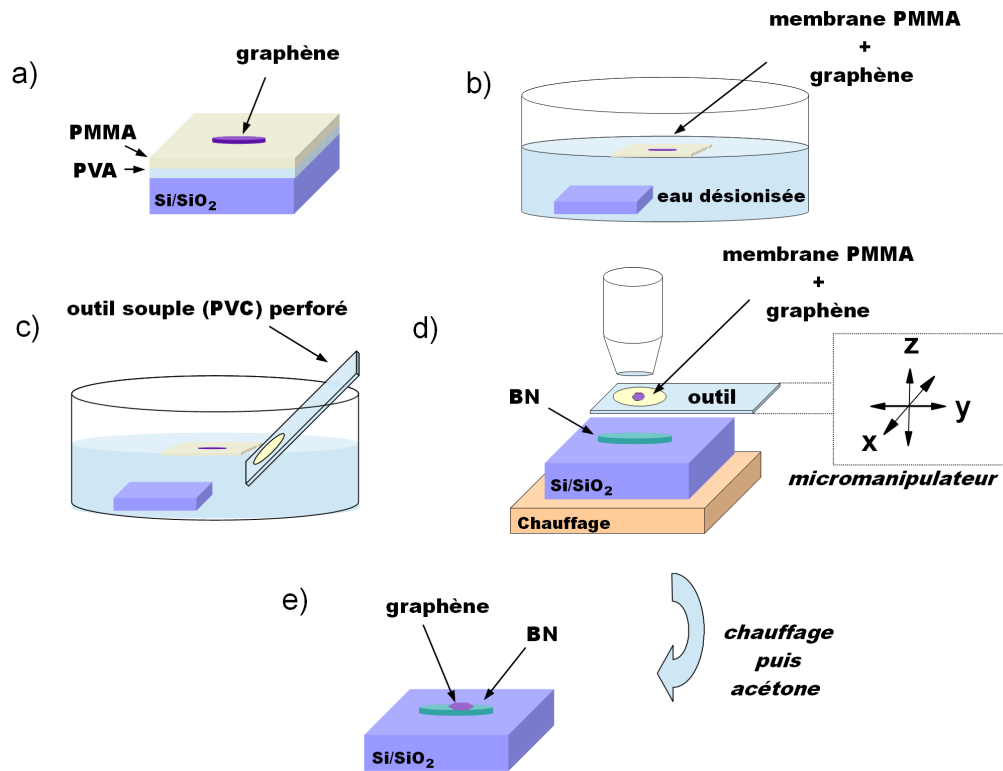 a)
graphène
PMMA
PVA
Si/SiO2
b)
membrane PMMA
+
graphène
eau désionisée
c)
outil souple (PVC) perforé
d)
membrane PMMA
+
graphène
BN
outil
Si/SiO2
Chauffage
z
y
x
micromanipulateur
e)
graphène
BN
Si/SiO2
chauffage
puis
acétone